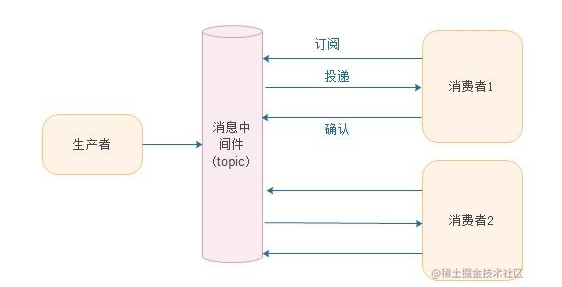 订阅
投递
消费者1
确认
生产者
消息中
间件
(topic)
消费者2
@稀土掘金技术社区